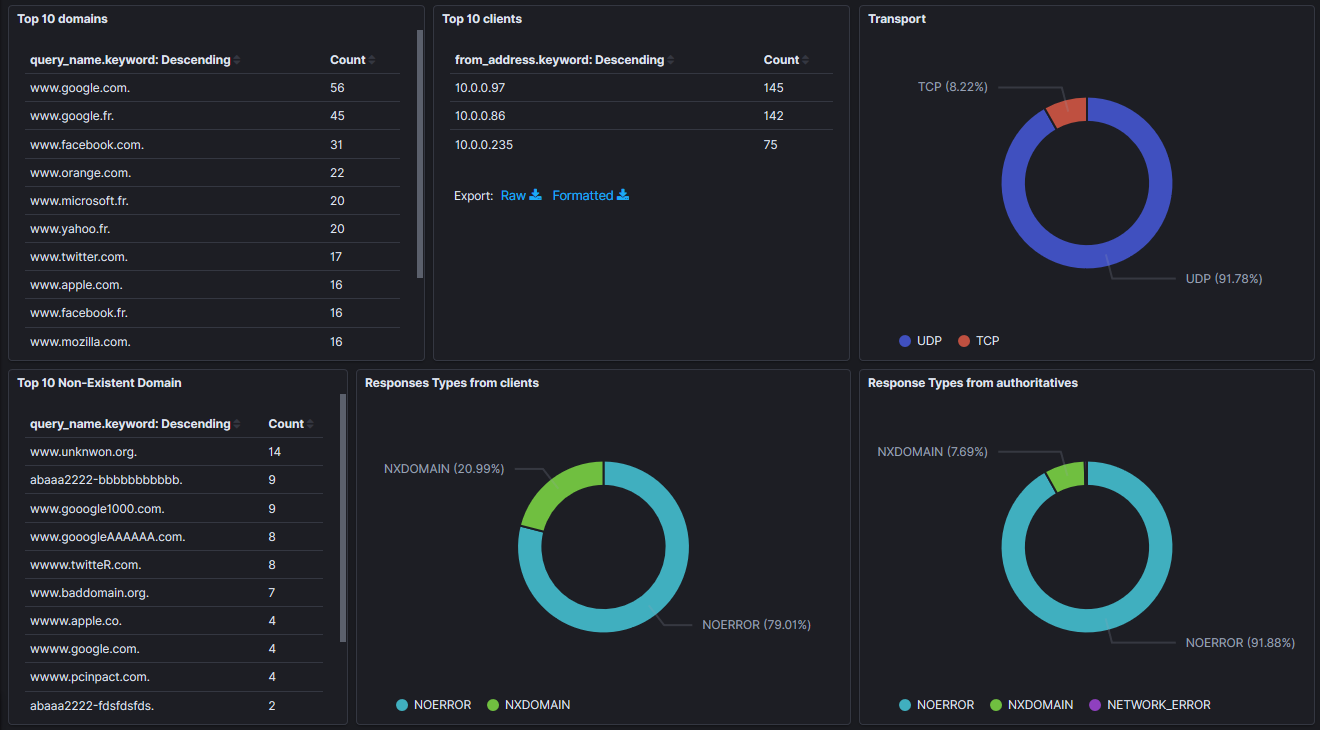 Top 10 domains
query_name.keyword: Descending Count
www.google.com. 56
www.google.fr. 45
www.facebook.com. 31
www.orange.com. 22
www.microsoft.fr. 20
www.yahoo.fr. 20
www.twitter.com. 17
www.apple.com. 16
www.facebook.fr. 16
www.mozilla.com. 16
Top 10 clients
from_address.keyword: Descending Count
10.0.0.97 145
10.0.0.86 142
10.0.0.235 75
Export: Raw Formatted
Transport
TCP (8.22%)
UDP (91.78%)
UDP TCP
Top 10 Non-Existent Domain
query_name.keyword: Descending Count
www.unknwon.org. 14
abaaa2222-bbbbbbbbbbb. 9
www.gooogle1000.com. 9
www.gooogleAAAAAA.com. 8
wwww.twitteR.com. 8
www.baddomain.org. 7
wwww.apple.co. 4
wwww.google.com. 4
wwww.pcinpact.com. 4
abaaa2222-fdsfdsfds. 2
Responses Types from clients
NXDOMAIN (20.99%)
NOERROR (79.01%)
NOERROR NXDOMAIN
Response Types from authoritatives
NXDOMAIN (7.69%)
NOERROR (91.88%)
NOERROR NXDOMAIN NETWORK_ERROR